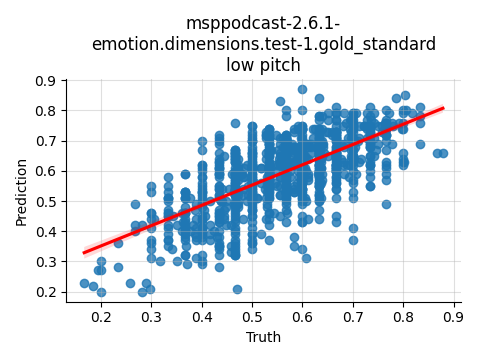 msppodcast-2.6.1-
emotion.dimensions.test-1.gold_standard
low pitch
0.9
0.8
0.7
0.6
0.5
0.4
0.3
0.2
Prediction
0.2 0.3 0.4 0.5 0.6 0.7 0.8 0.9
Truth